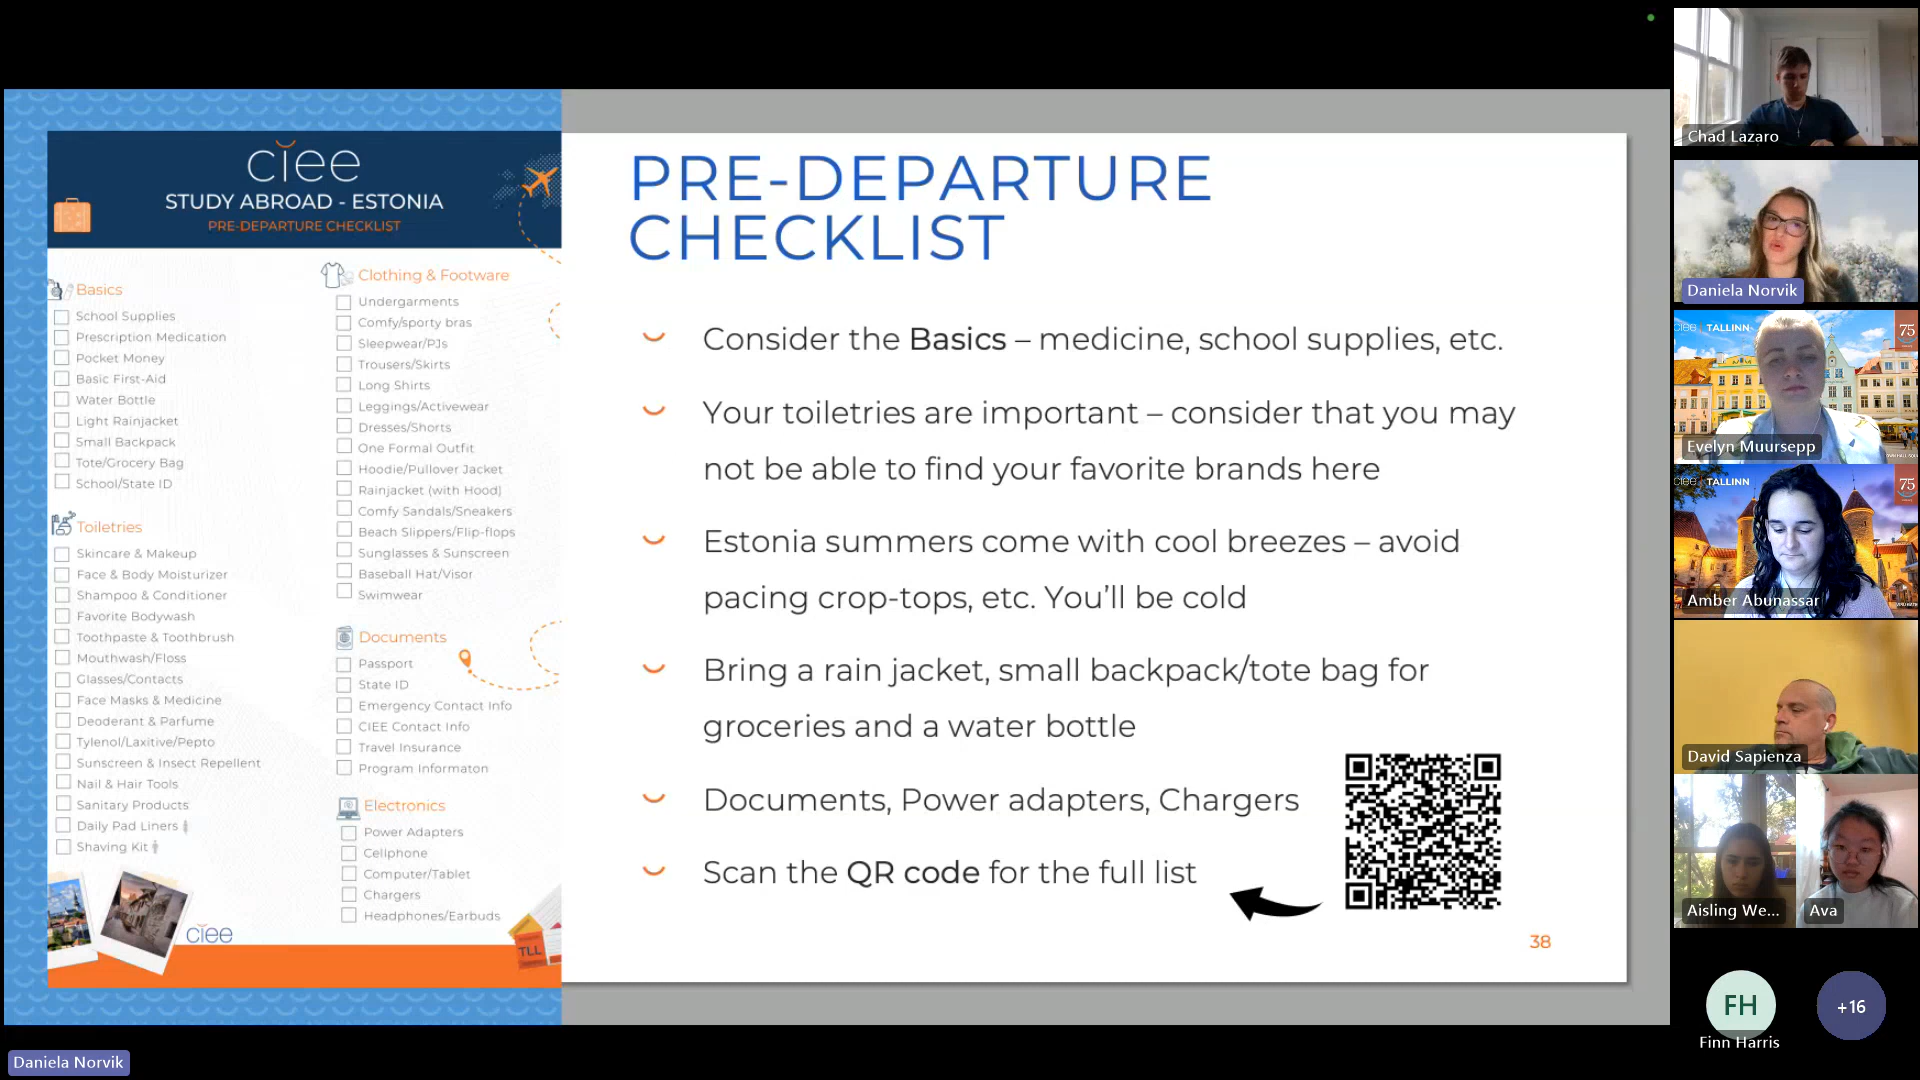 ciee
STUDY ABROAD - ESTONIA
PRE-DEPARTURE CHECKLIST
Basics
School Supplies
Prescription Medication
Pocket Money
Basic First-Aid
Water Bottle
Light Rainjacket
Small Backpack
Tote/Grocery Bag
School/State ID
Toiletries
Skincare & Makeup
Face & Body Moisturizer
Shampoo & Conditioner
Favorite Bodywash
Toothpaste & Toothbrush
Mouthwash/Floss
Glasses/Contacts
Face Masks & Medicine
Deodorant & Parfume
Tylenol/Laxitive/Pepto
Sunscreen & Insect Repellent
Nail & Hair Tools
Sanitary Products
Daily Pad Liners
Shaving Kit
Clothing & Footware
Undergarments
Comfy/sporty bras
Sleepwear/PJs
Trousers/Skirts
Long Shirts
Leggings/Activewear
Dresses/Shorts
One Formal Outfit
Hoodie/Pullover Jacket
Rainjacket (with Hood)
Comfy Sandals/Sneakers
Beach Slippers/Flip-flops
Sunglasses & Sunscreen
Baseball Hat/Visor
Swimwear
Documents
Passport
State ID
Emergency Contact Info
CIEE Contact Info
Travel Insurance
Program Informaton
Electronics
Power Adapters
Cellphone
Computer/Tablet
Chargers
Headphones/Earbuds
ciee
TLL
PRE-DEPARTURE
CHECKLIST
Consider the Basics – medicine, school supplies, etc.
Your toiletries are important – consider that you may
not be able to find your favorite brands here
Estonia summers come with cool breezes – avoid
pacing crop-tops, etc. You'll be cold
Bring a rain jacket, small backpack/tote bag for
groceries and a water bottle
Documents, Power adapters, Chargers
Scan the QR code for the full list
38
Chad Lazaro
Daniela Norvik
ciee TALLINN
75
Evelyn Muursepp
ciee TALLINN
75
Amber Abunassar
David Sapienza
Aisling We...
Ava
FH
Finn Harris
+16
Daniela Norvik